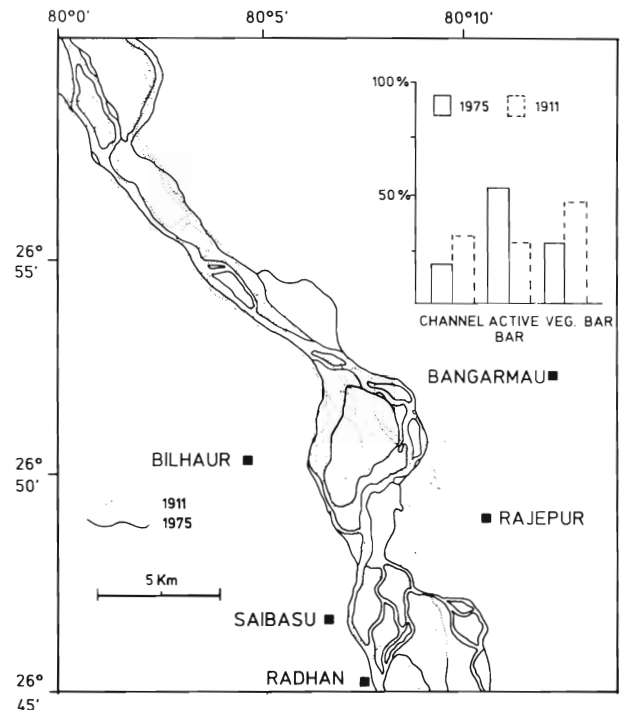 80°0' 80°5' 80°10'
100%
1975 1911
50%
26°
55'
CHANNEL ACTIVE VEG. BAR
BAR
BANGARMAU
BILHAUR
26°
50'
1911
1975
RAJEPUR
5 Km
SAIBASU
RADHAN
26°
45'